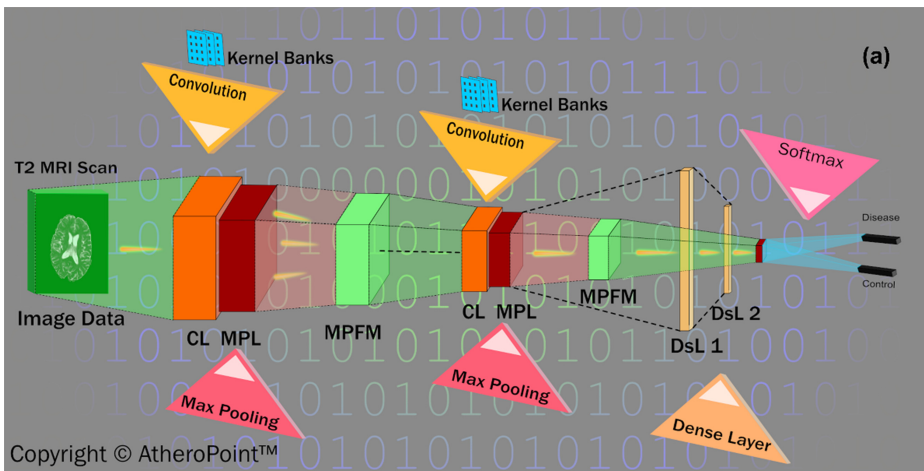 (a)
Kernel Banks
Convolution
Kernel Banks
Convolution
Softmax
T2 MRI Scan
Disease
Control
Image Data
CL MPL
MPFM
CL MPL
MPFM
DsL 1
DsL 2
Max Pooling
Max Pooling
Dense Layer
Copyright © AtheroPoint™